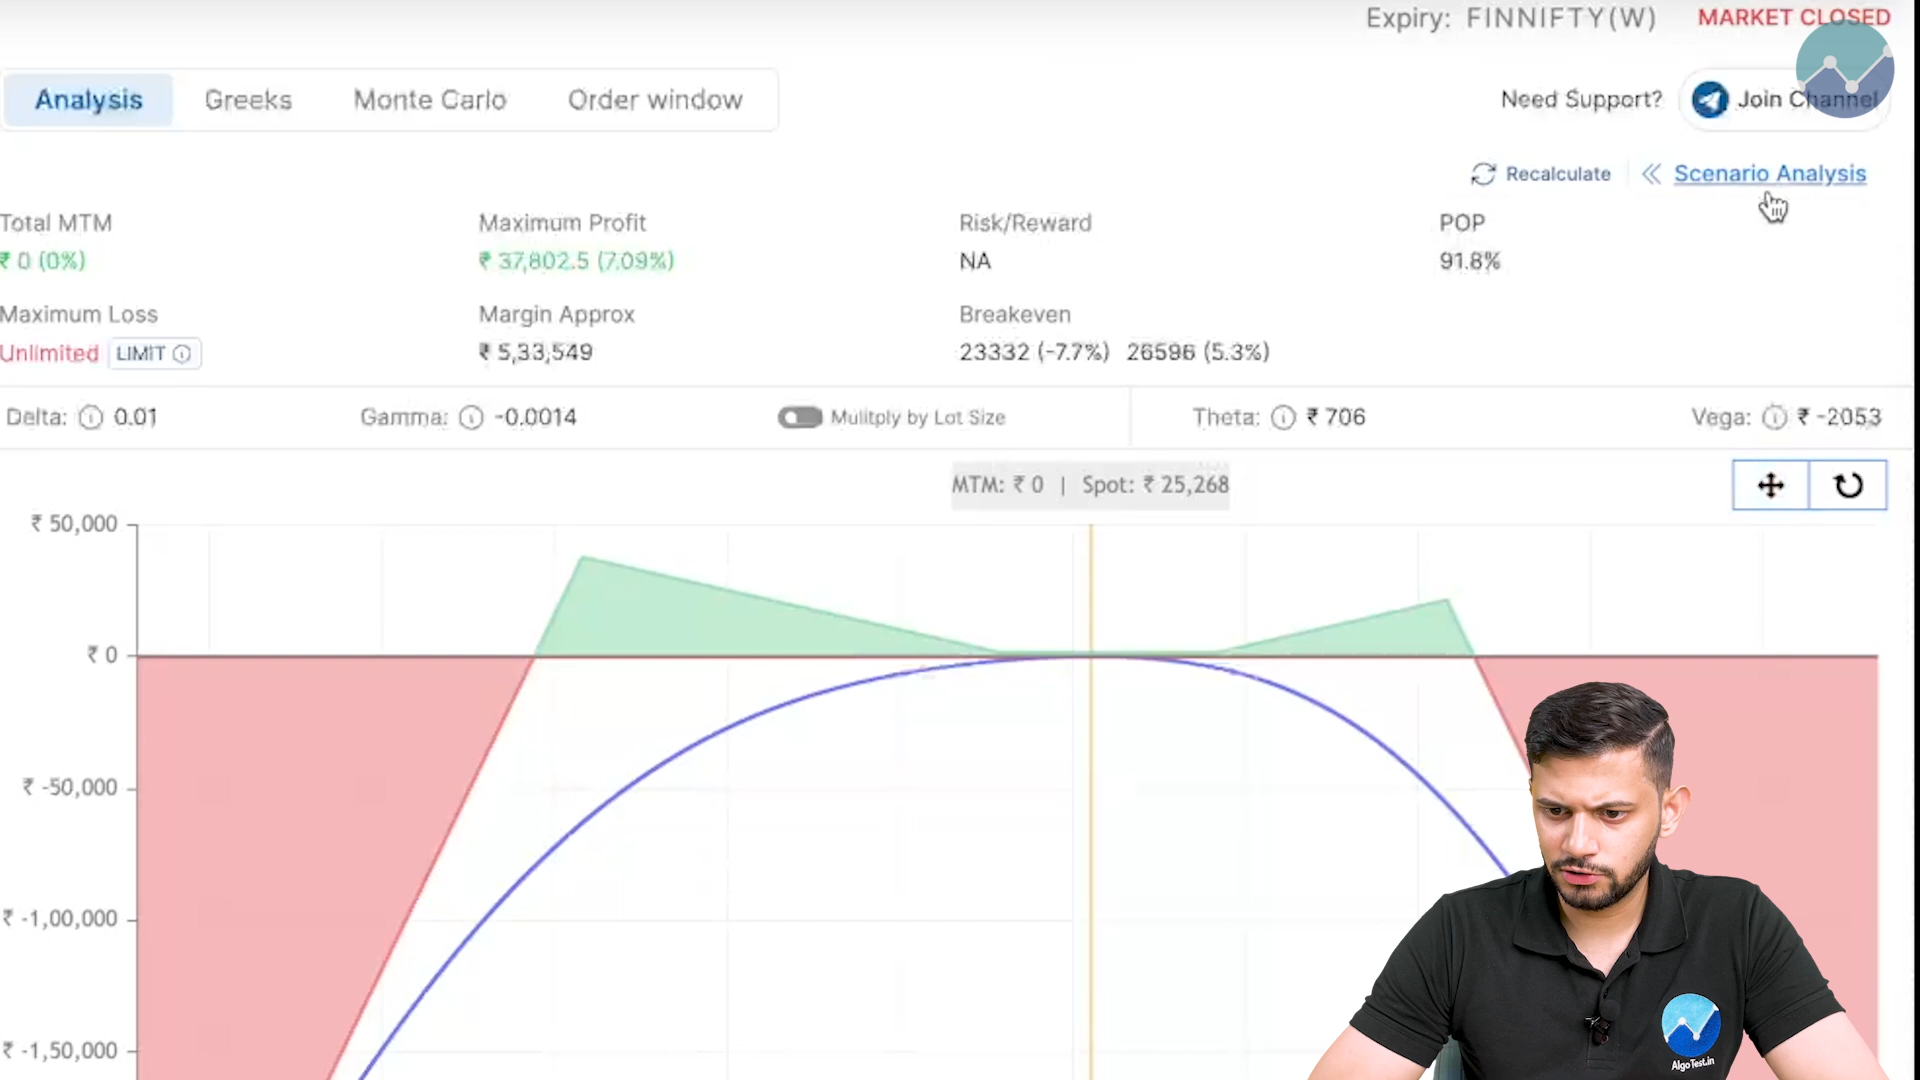 Expiry: FINNIFTY(W) MARKET CLOSED
Analysis Greeks Monte Carlo Order window
Need Support? Join Channel
Recalculate Scenario Analysis
Total MTM Maximum Profit Risk/Reward POP
₹ 0 (0%) ₹ 37,802.5 (7.09%) NA 91.8%
Maximum Loss Margin Approx Breakeven
Unlimited LIMIT ₹ 5,33,549 23332 (-7.7%) 26596 (5.3%)
Delta: 0.01 Gamma: -0.0014 Mulitply by Lot Size Theta: ₹ 706 Vega: ₹ -2053
MTM: ₹ 0 | Spot: ₹ 25,268
₹ 50,000
₹ 0
₹ -50,000
₹ -1,00,000
₹ -1,50,000
AlgoTest.in